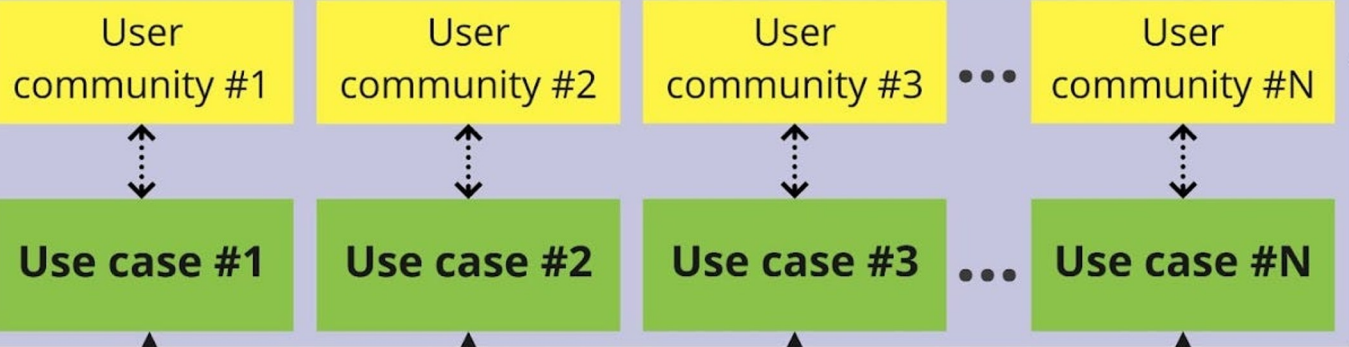 User
community #1
User
community #2
User
community #3
...
User
community #N
Use case #1
Use case #2
Use case #3
...
Use case #N